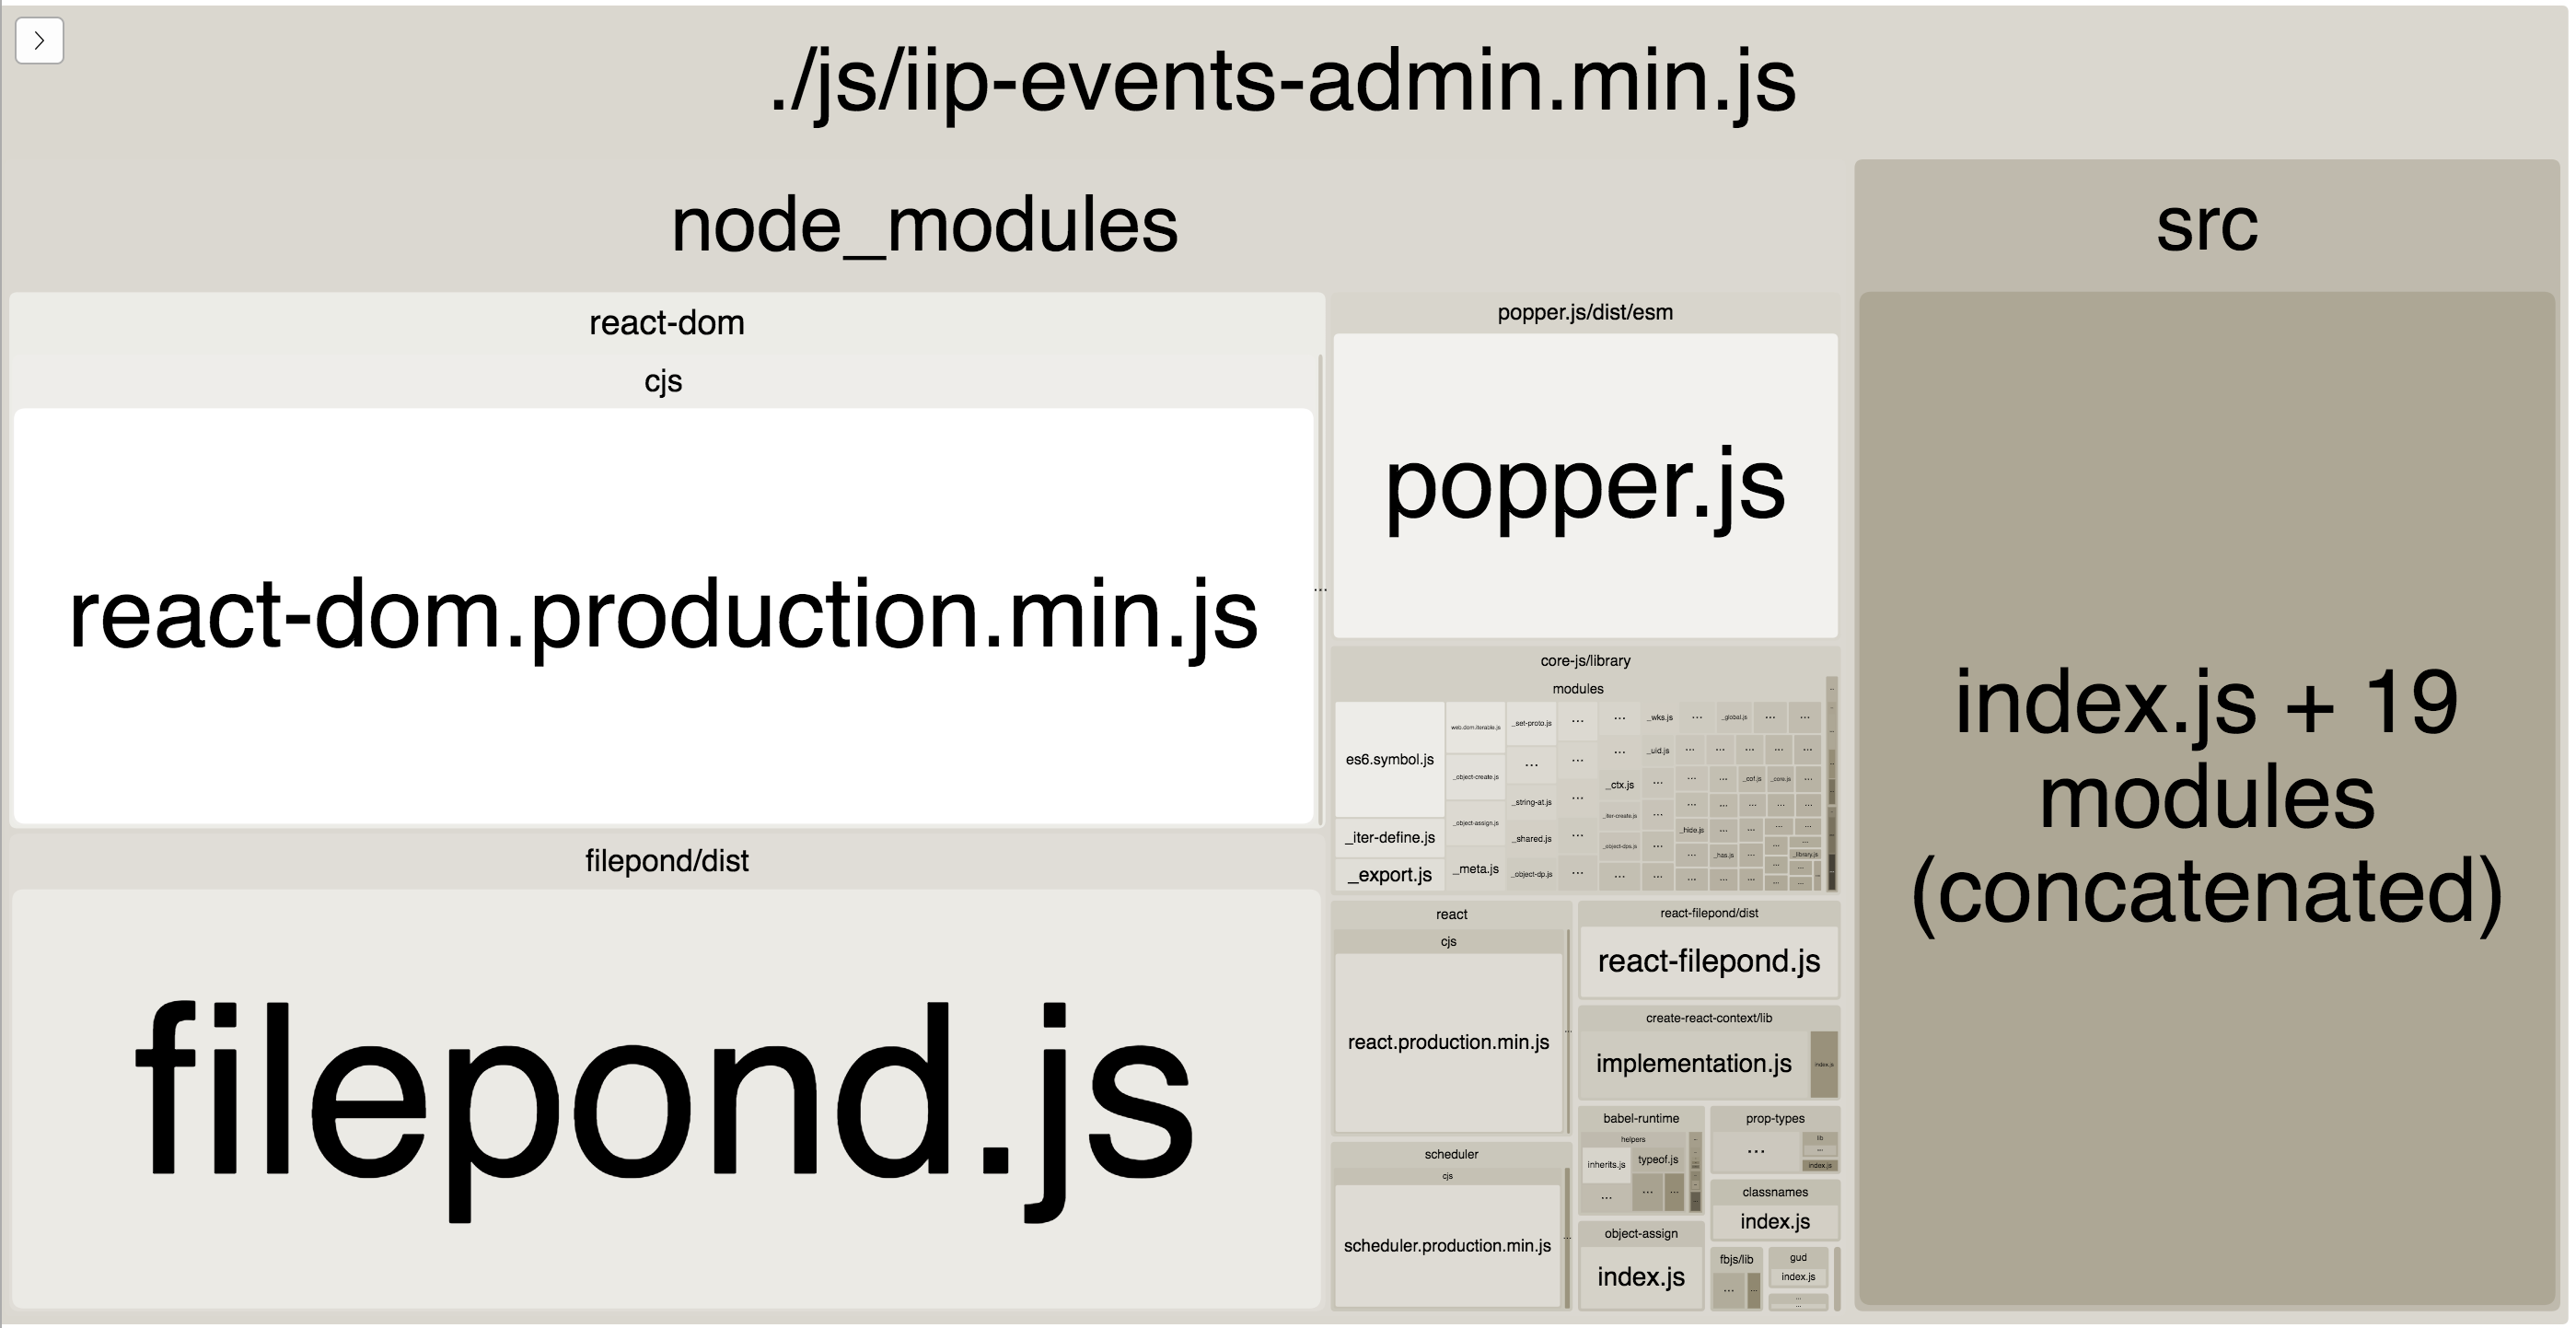 ./js/iip-events-admin.min.js
node_modules
src
react-dom
cjs
react-dom.production.min.js
...
filepond/dist
filepond.js
popper.js/dist/esm
popper.js
core-js/library
modules
es6.symbol.js
_iter-define.js
_export.js
web.dom.iterable.js
_object-create.js
_object-assign.js
_meta.js
_set-proto.js
...
_string-at.js
_shared.js
_object-dp.js
_ctx.js
_iter-create.js
_object-dps.js
_wks.js
_uid.js
_global.js
_cof.js
_core.js
_hide.js
_has.js
_library.js
react
cjs
react.production.min.js
scheduler
cjs
scheduler.production.min.js
react-filepond/dist
react-filepond.js
create-react-context/lib
implementation.js
index.js
babel-runtime
helpers
inherits.js
typeof.js
...
prop-types
...
lib
...
index.js
classnames
index.js
object-assign
index.js
fbjs/lib
...
gud
index.js
index.js + 19
modules
(concatenated)